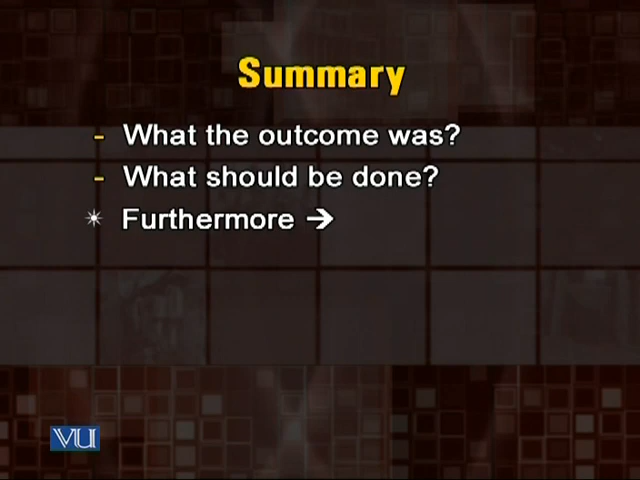 Summary
- What the outcome was?
- What should be done?
✴ Furthermore →
VU